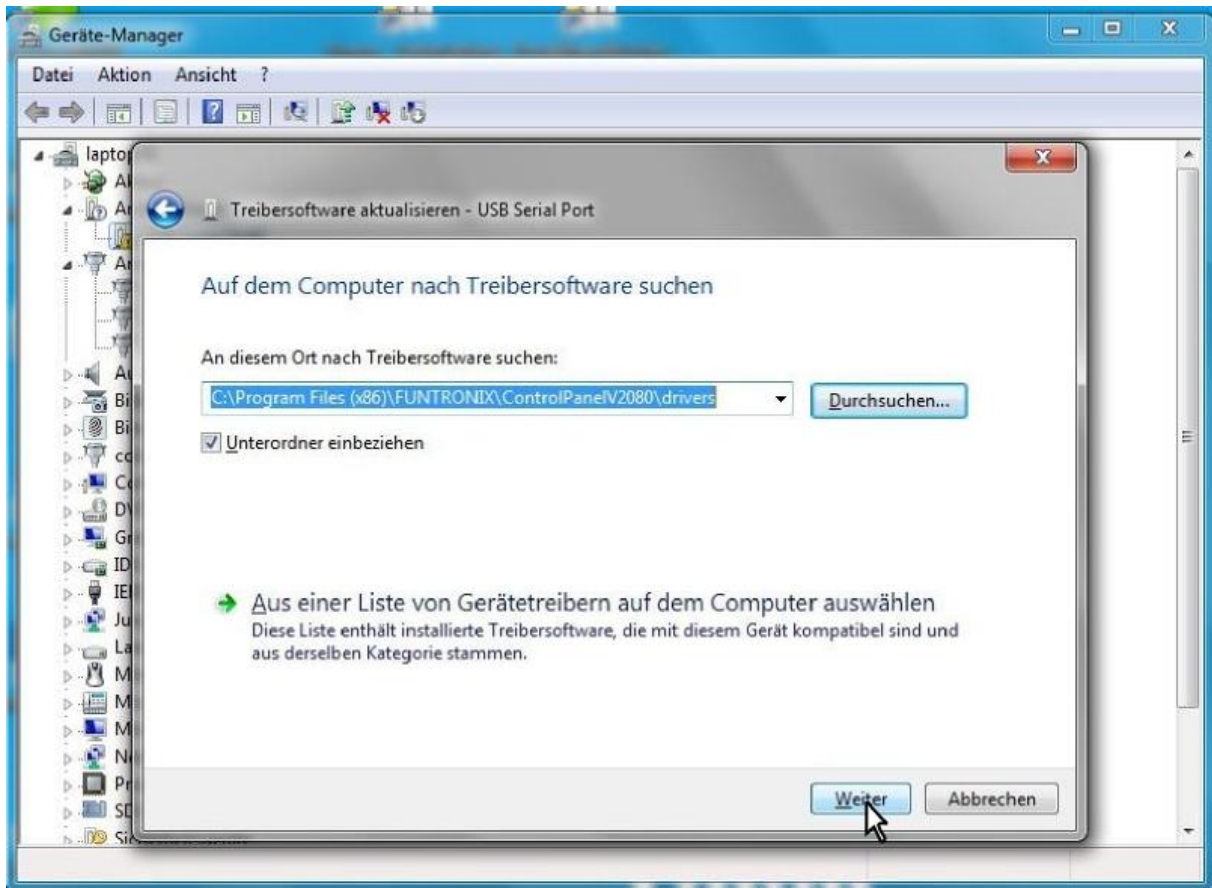 Geräte-Manager
Datei Aktion Ansicht ?
Treibersoftware aktualisieren - USB Serial Port
Auf dem Computer nach Treibersoftware suchen
An diesem Ort nach Treibersoftware suchen:
C:\Program Files (x86)\FUNTRONIX\ControlPanelV2080\drivers
Durchsuchen...
Unterordner einbeziehen
Aus einer Liste von Gerätetreibern auf dem Computer auswählen
Diese Liste enthält installierte Treibersoftware, die mit diesem Gerät kompatibel sind und
aus derselben Kategorie stammen.
Weiter Abbrechen